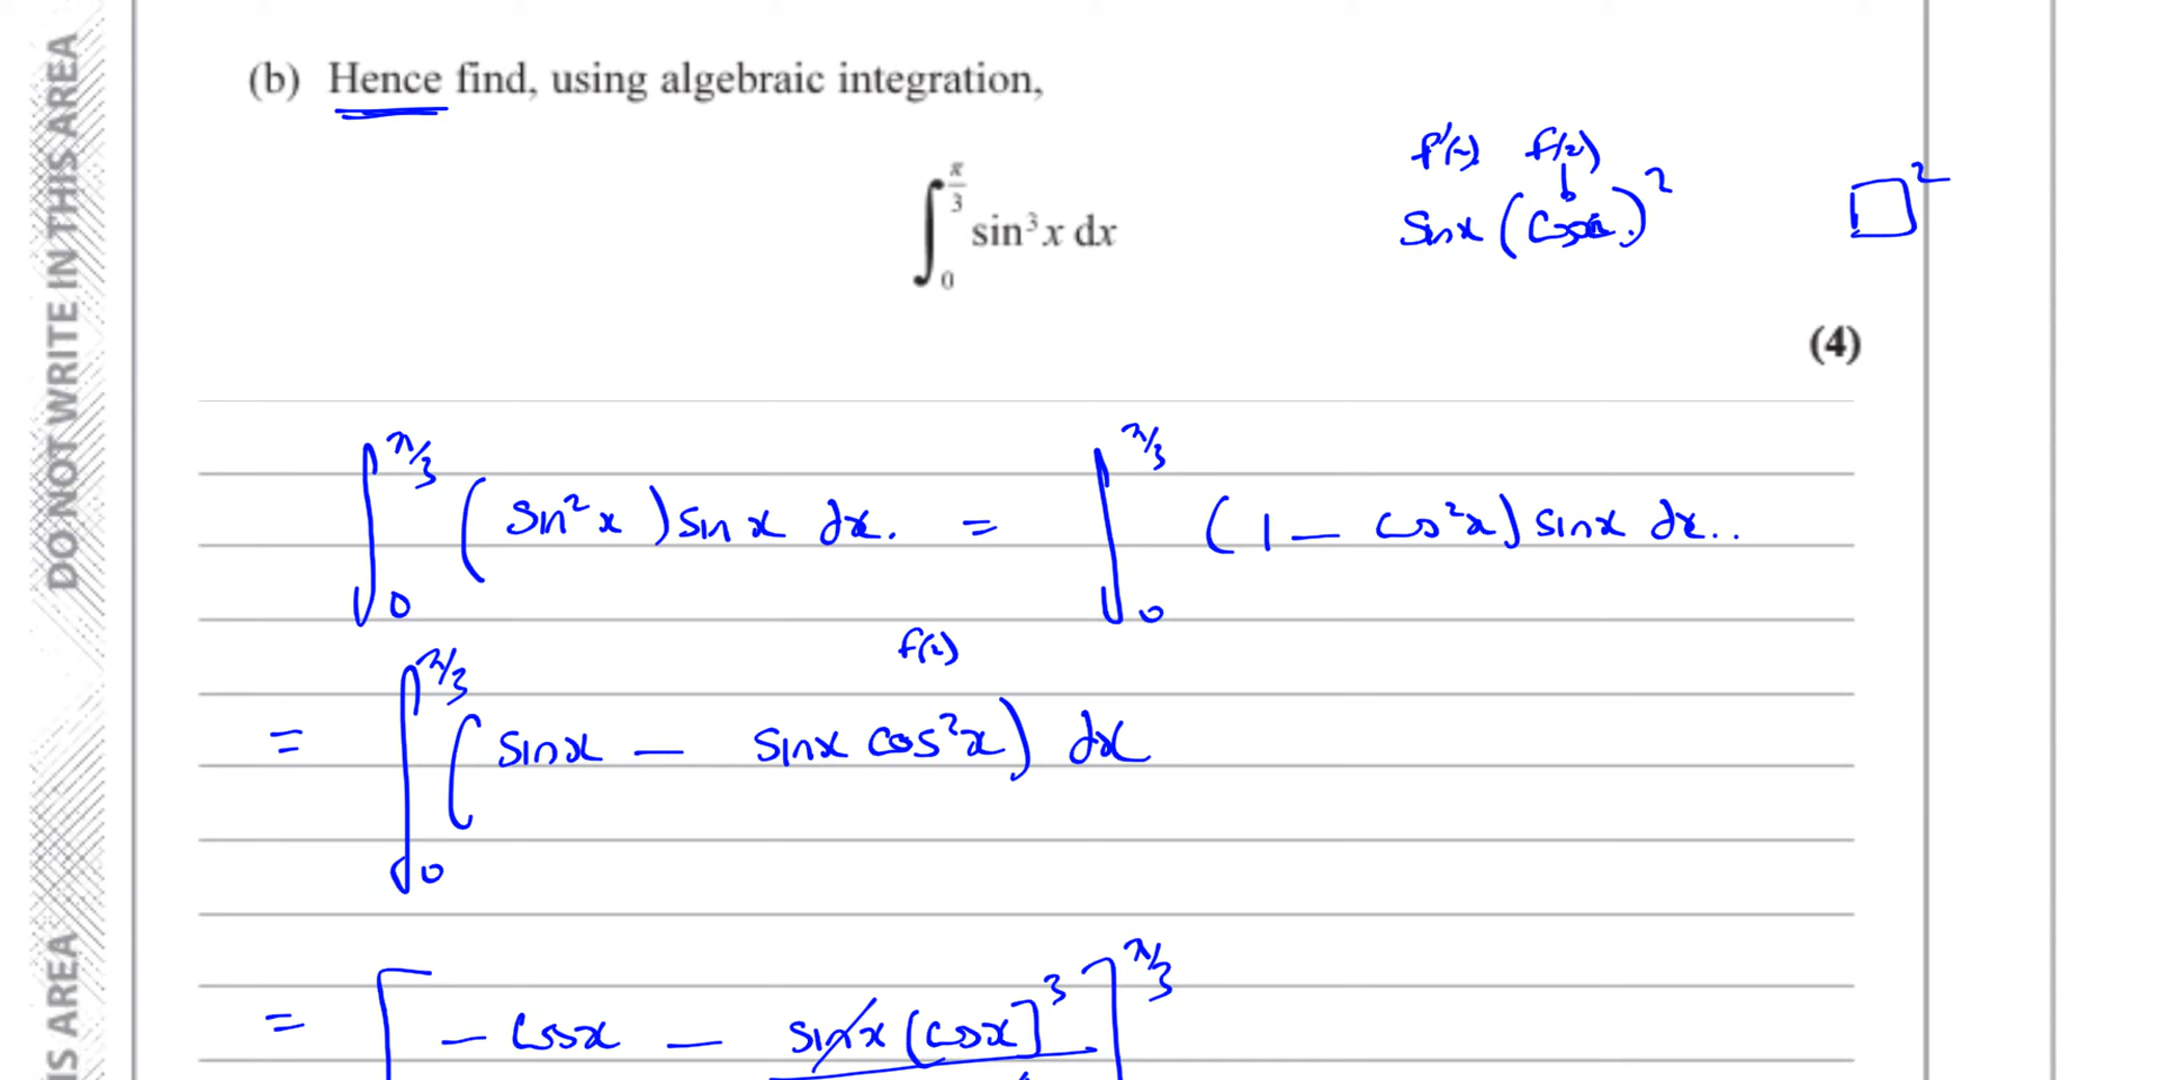 (b) Hence find, using algebraic integration,
f'(x) f(x)
∫₀^{π/3} sin³x dx
sinx (cosx)² □²
(4)
∫₀^{π/3} (sin²x) sin x dx. = ∫₀^{π/3} (1 − cos²x) sinx dx..
f(x)
= ∫₀^{π/3} (sinx − sinx cos²x) dx
= [ − cosx − sinx (cosx]³ ]^{π/3}
DO NOT WRITE IN THIS AREA
IS AREA